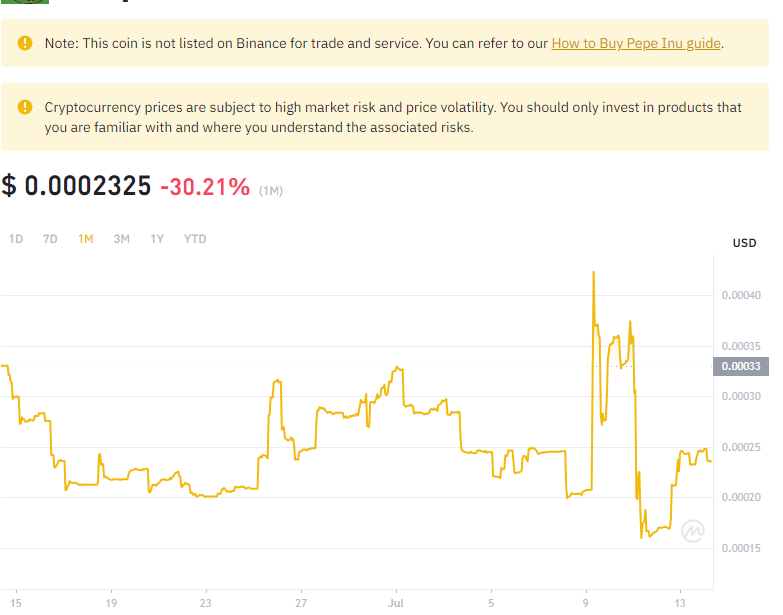 Note: This coin is not listed on Binance for trade and service. You can refer to our How to Buy Pepe Inu guide.
Cryptocurrency prices are subject to high market risk and price volatility. You should only invest in products that
you are familiar with and where you understand the associated risks.
$ 0.0002325 -30.21% (1M)
1D 7D 1M 3M 1Y YTD
USD
0.00040
0.00035
0.00033
0.00030
0.00025
0.00020
0.00015
15 19 23 27 Jul 5 9 13